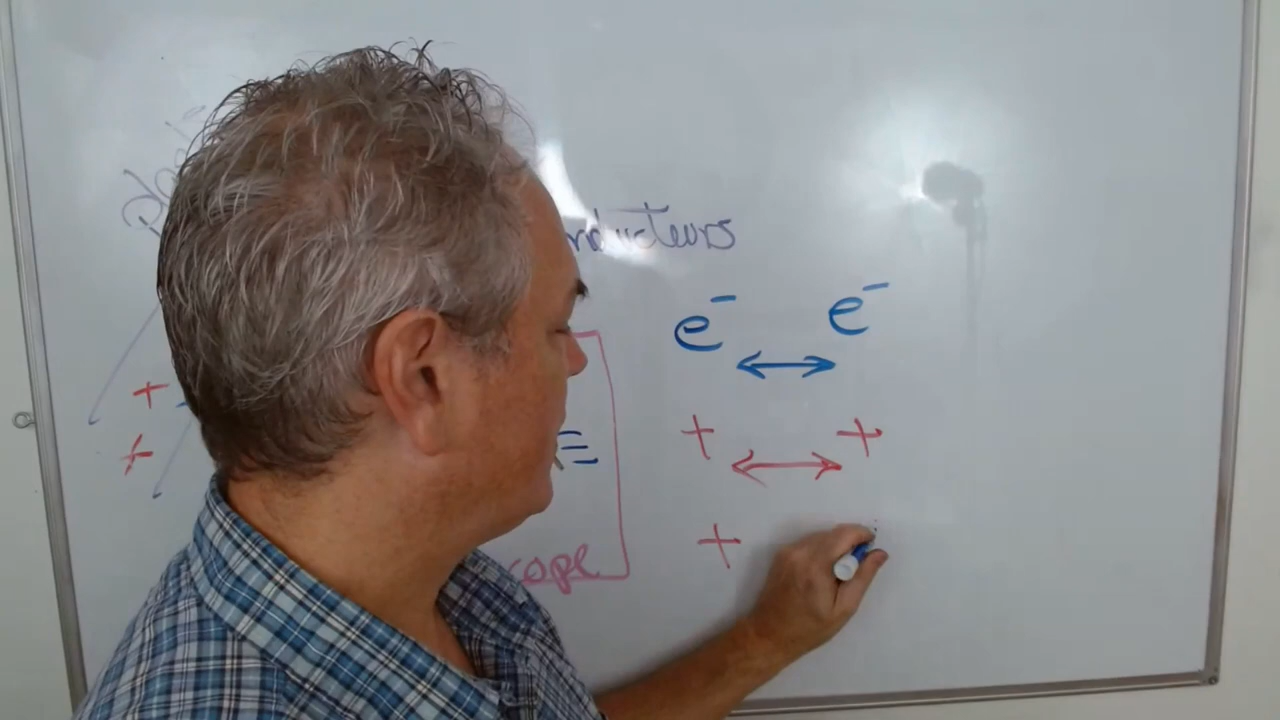 nducteurs
e⁻ ↔ e⁻
+
+ ↔ +
+
+
cope